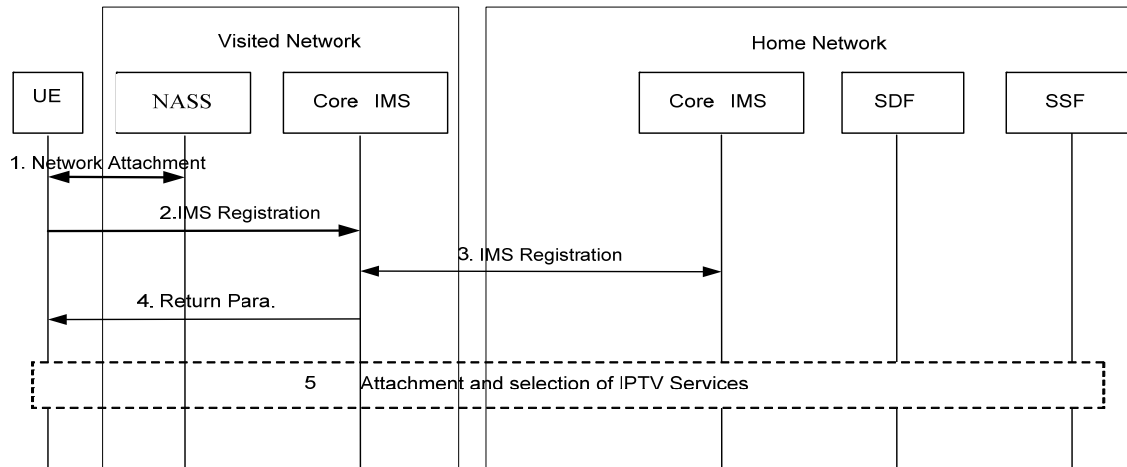 Visited Network
Home Network
UE
NASS
Core IMS
Core IMS
SDF
SSF
1. Network Attachment
2.IMS Registration
3. IMS Registration
4. Return Para.
5 Attachment and selection of IPTV Services